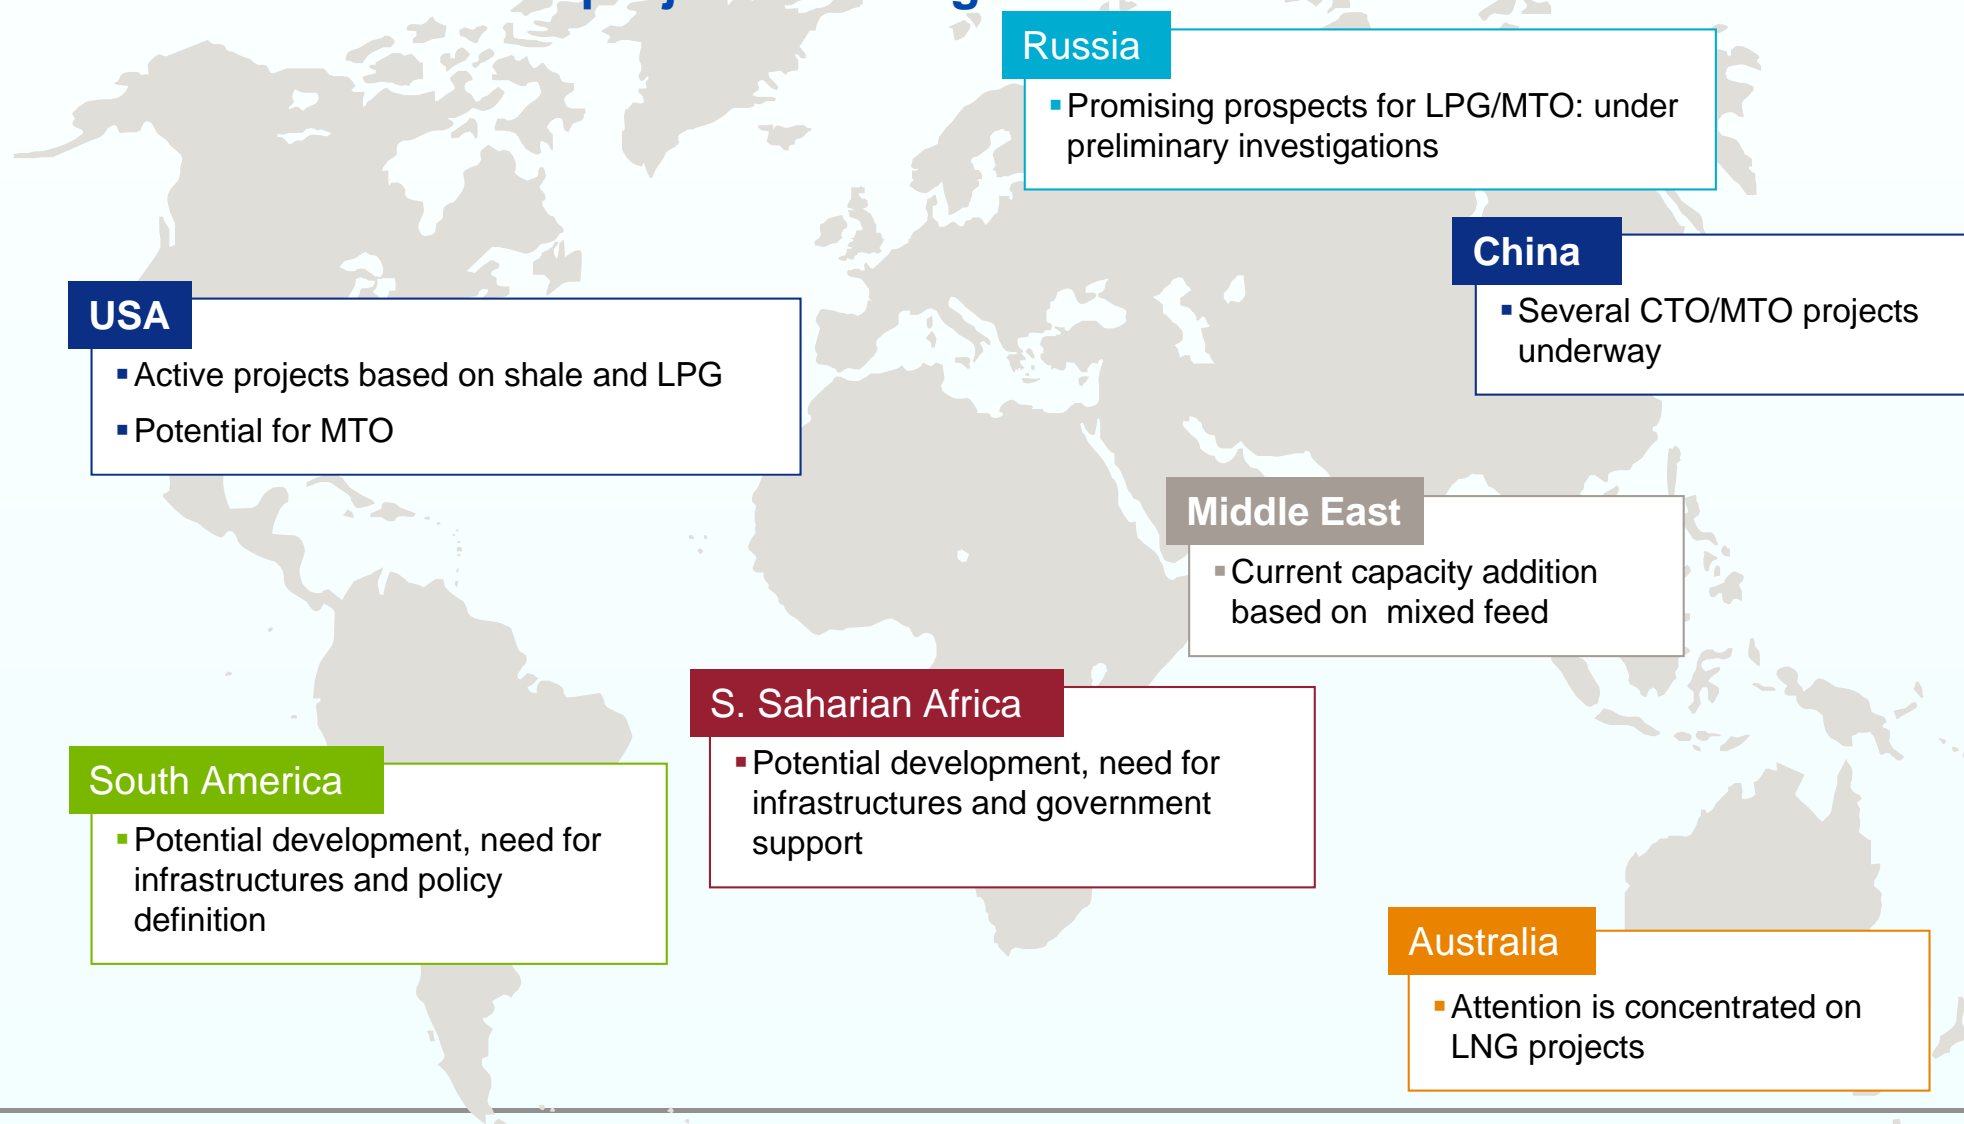 Russia
▪Promising prospects for LPG/MTO: under
preliminary investigations
China
▪Several CTO/MTO projects
underway
USA
▪Active projects based on shale and LPG
▪Potential for MTO
Middle East
▪Current capacity addition
based on  mixed feed
S. Saharian Africa
▪Potential development, need for
infrastructures and government
support
South America
▪Potential development, need for
infrastructures and policy
definition
Australia
▪Attention is concentrated on
LNG projects